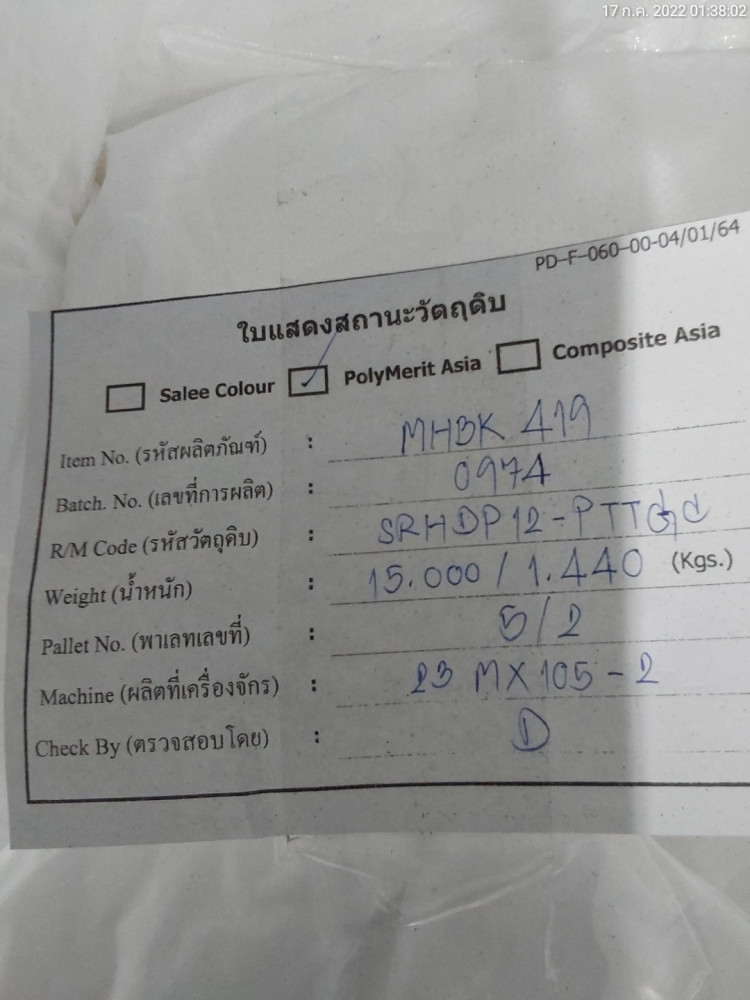 17 ก.ค. 2022 01:38:02
PD-F-060-00-04/01/64
ใบแสดงสถานะวัตถุดิบ
Salee Colour PolyMerit Asia Composite Asia
Item No. (รหัสผลิตภัณฑ์) : MHBK 419
Batch. No. (เลขที่การผลิต) : 0974
R/M Code (รหัสวัตถุดิบ) : SRHDP12-PTTGC
Weight (น้ำหนัก) : 15.000 / 1.440 (Kgs.)
Pallet No. (พาเลทเลขที่) : 5/2
Machine (ผลิตที่เครื่องจักร) : 23 MX 105-2
Check By (ตรวจสอบโดย) : D